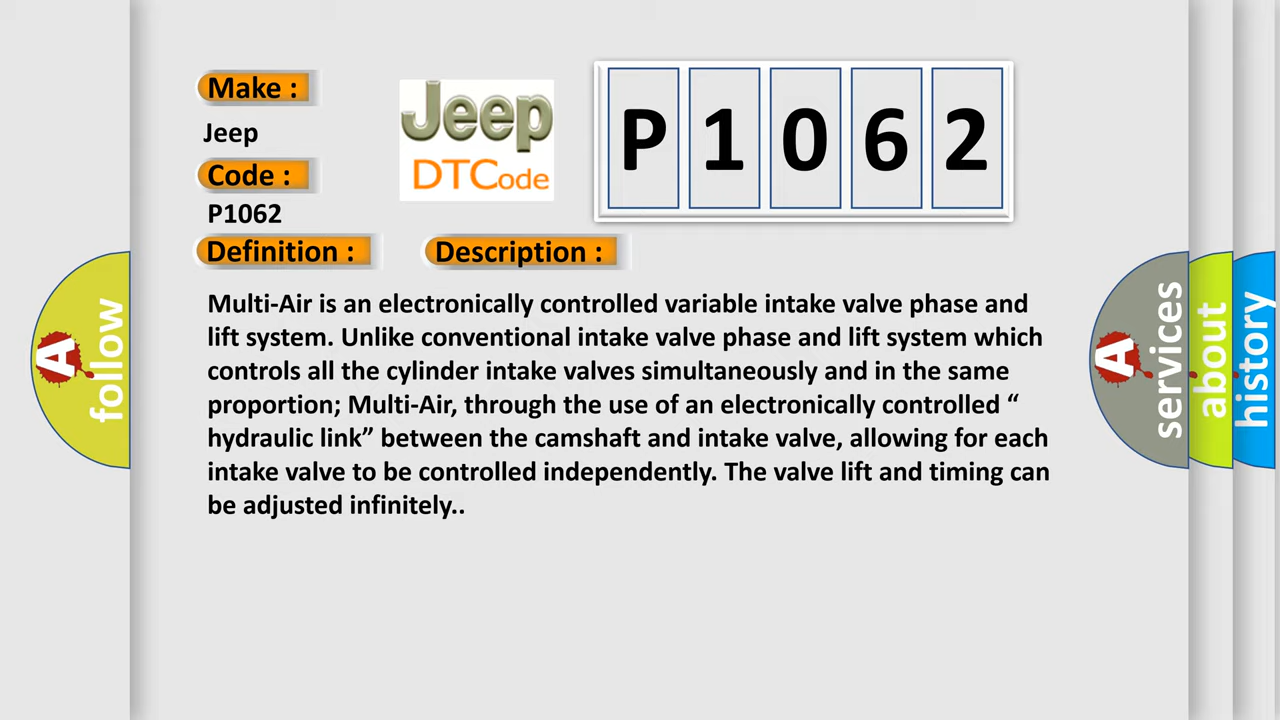 Make :
Jeep
Code :
P1062
Jeep
DTCode
P1062
Definition :
Description :
Multi-Air is an electronically controlled variable intake valve phase and
lift system. Unlike conventional intake valve phase and lift system which
controls all the cylinder intake valves simultaneously and in the same
proportion; Multi-Air, through the use of an electronically controlled “
hydraulic link” between the camshaft and intake valve, allowing for each
intake valve to be controlled independently. The valve lift and timing can
be adjusted infinitely..
A follow
A services
about
history